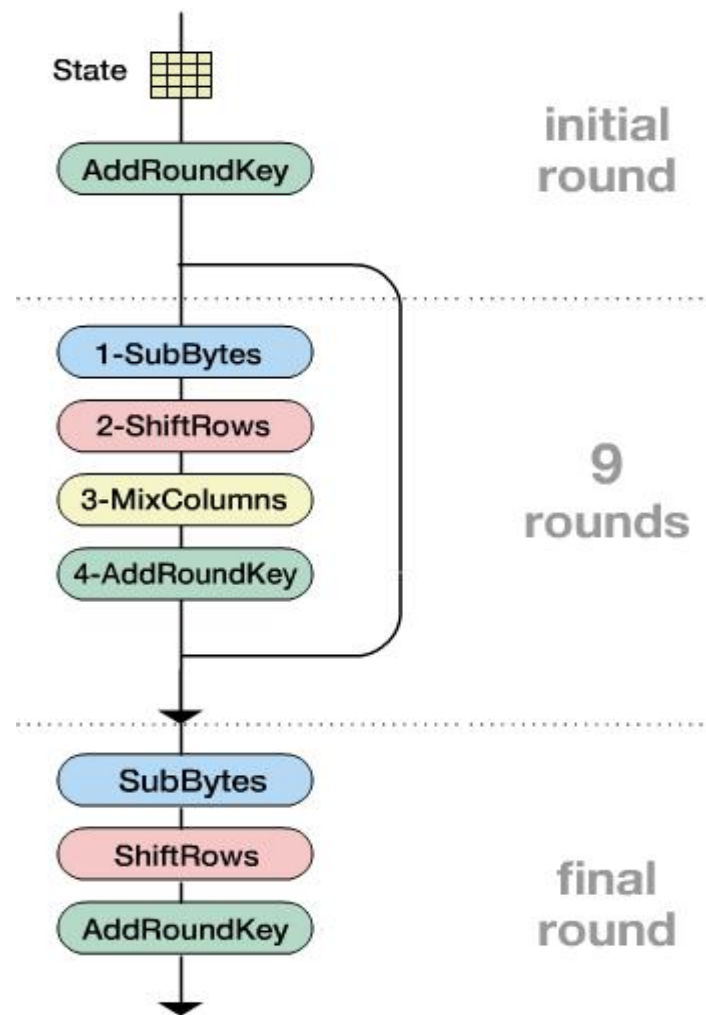 State
initial
round
AddRoundKey
1-SubBytes
2-ShiftRows
3-MixColumns
4-AddRoundKey
9
rounds
SubBytes
ShiftRows
AddRoundKey
final
round